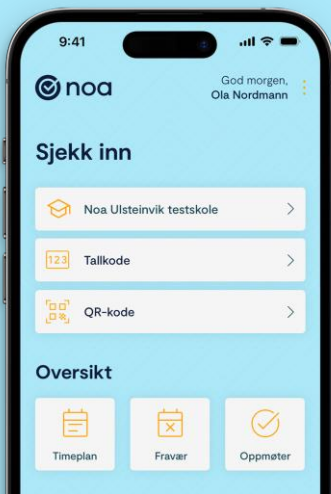 9:41
noa
God morgen,
Ola Nordmann
Sjekk inn
Noa Ulsteinvik testskole
123 Tallkode
QR-kode
Oversikt
Timeplan Fravær Oppmøter